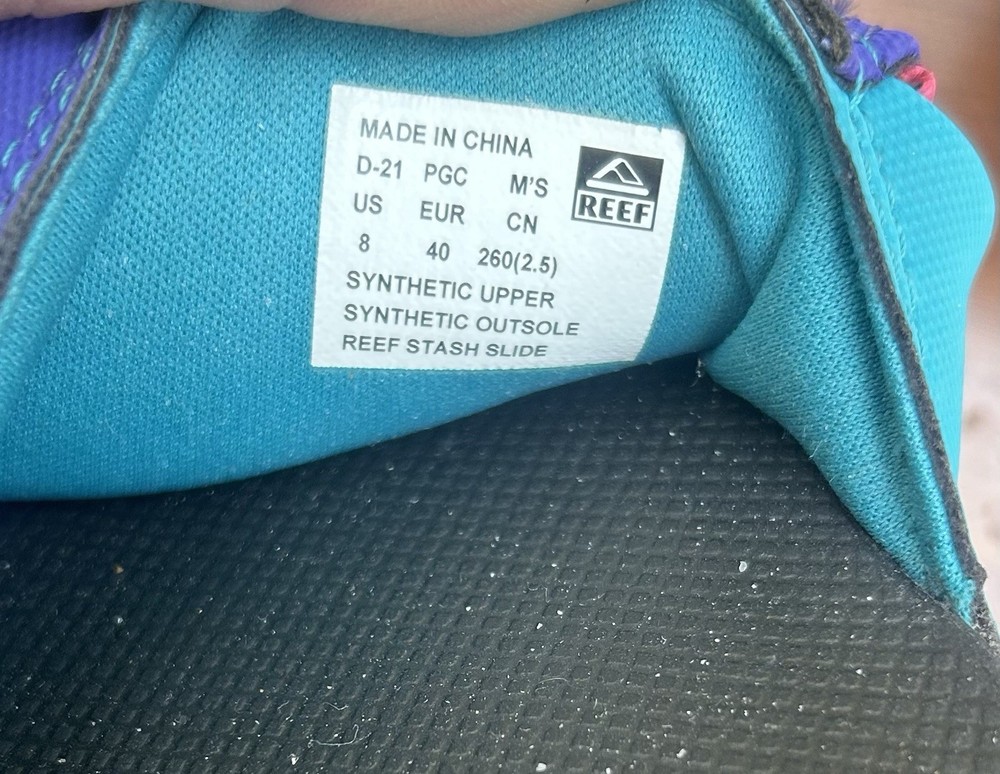 MADE IN CHINA
D-21 PGC M'S
REEF
US EUR CN
8 40 260(2.5)
SYNTHETIC UPPER
SYNTHETIC OUTSOLE
REEF STASH SLIDE